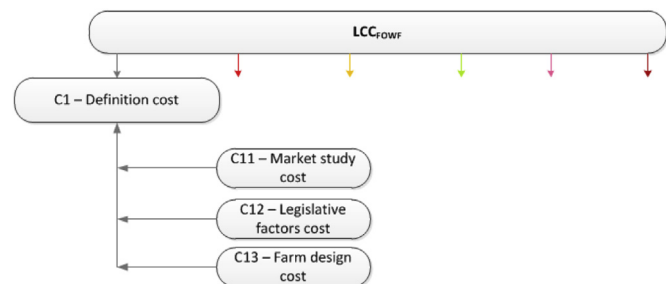 LCCFOWF
C1 – Definition cost
C11 – Market study
cost
C12 – Legislative
factors cost
C13 – Farm design
cost